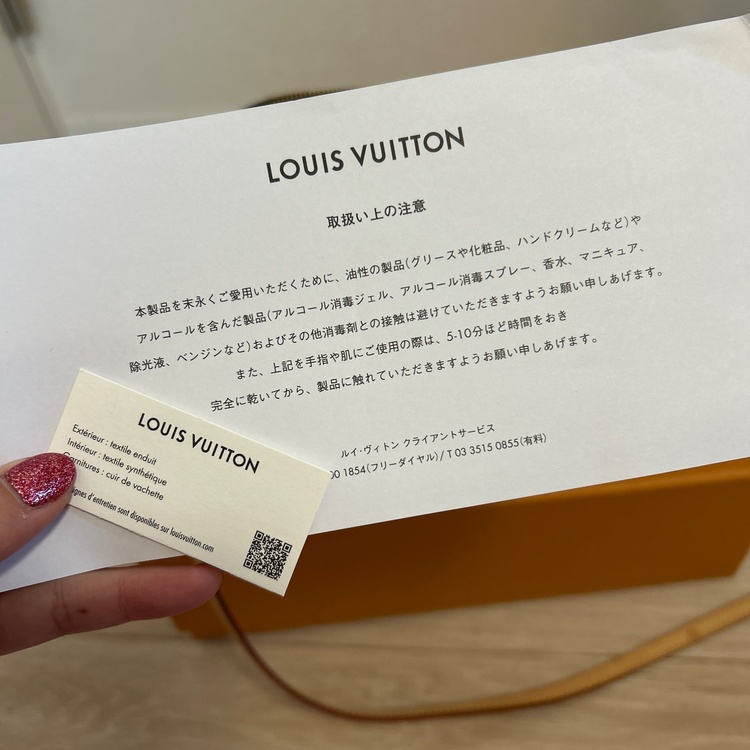 LOUIS VUITTON
取扱い上の注意
本製品を末永くご愛用いただくために、油性の製品(グリースや化粧品、ハンドクリームなど)や
アルコールを含んだ製品(アルコール消毒ジェル、アルコール消毒スプレー、香水、マニキュア、
除光液、ベンジンなど)およびその他消毒剤との接触は避けていただきますようお願い申しあげます。
また、上記を手指や肌にご使用の際は、5-10分ほど時間をおき
完全に乾いてから、製品に触れていただきますようお願い申しあげます。
ルイ·ヴィトン クライアントサービス
00 1854(フリーダイヤル)/ T 03 3515 0855(有料)
LOUIS VUITTON
Extérieur : textile enduit
Intérieur : textile synthétique
Garnitures : cuir de vachette
d'entretien sont disponibles sur louisvuitton.com